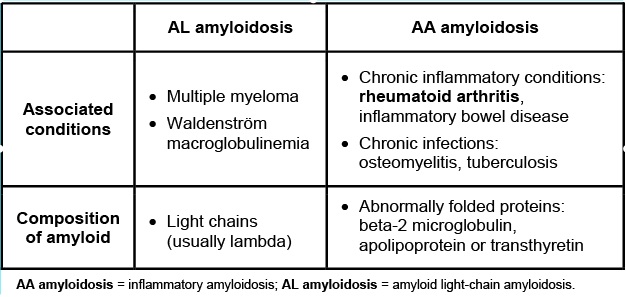 AL amyloidosis
AA amyloidosis
Associated
conditions
• Multiple myeloma
• Waldenström
macroglobulinemia
• Chronic inflammatory conditions:
rheumatoid arthritis,
inflammatory bowel disease
• Chronic infections:
osteomyelitis, tuberculosis
Composition
of amyloid
• Light chains
(usually lambda)
• Abnormally folded proteins:
beta-2 microglobulin,
apolipoprotein or transthyretin
AA amyloidosis = inflammatory amyloidosis; AL amyloidosis = amyloid light-chain amyloidosis.